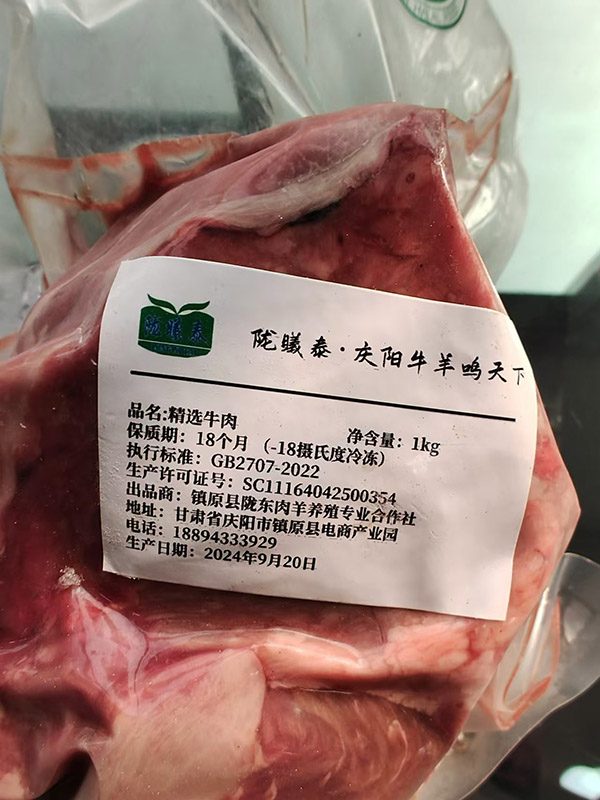 陇曦泰
陇曦泰·庆阳牛羊鸣天下
品名:精选牛肉 净含量：1kg
保质期：18个月（-18摄氏度冷冻）
执行标准：GB2707-2022
生产许可证号：SC11164042500354
出品商：镇原县陇东肉羊养殖专业合作社
地址：甘肃省庆阳市镇原县电商产业园
电话：18894333929
生产日期：2024年9月20日